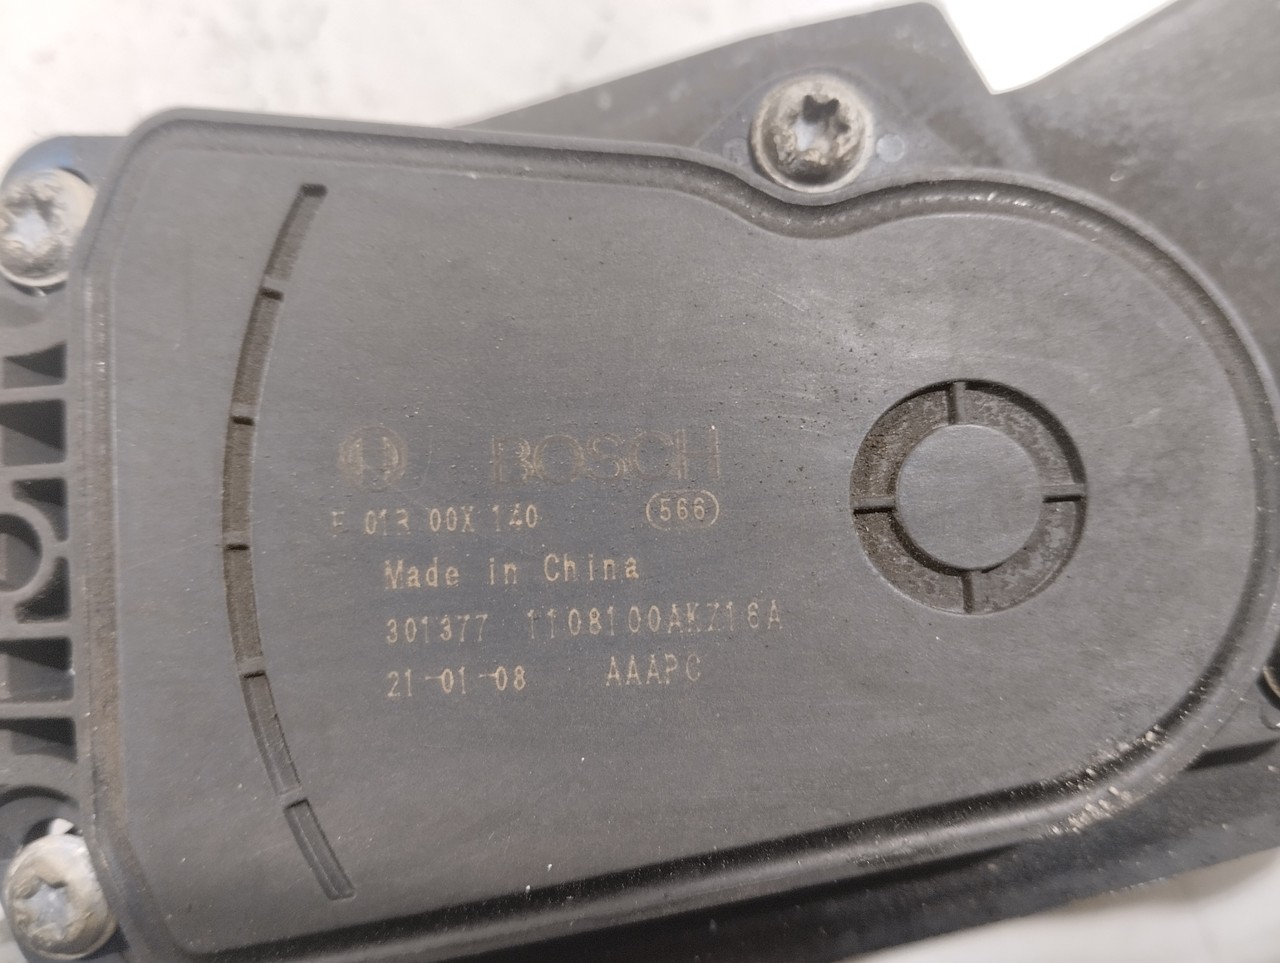 BOSCH
F 01R 00X 140 566
Made in China
301377 1108100AKZ16A
21-01-08 AAAPC